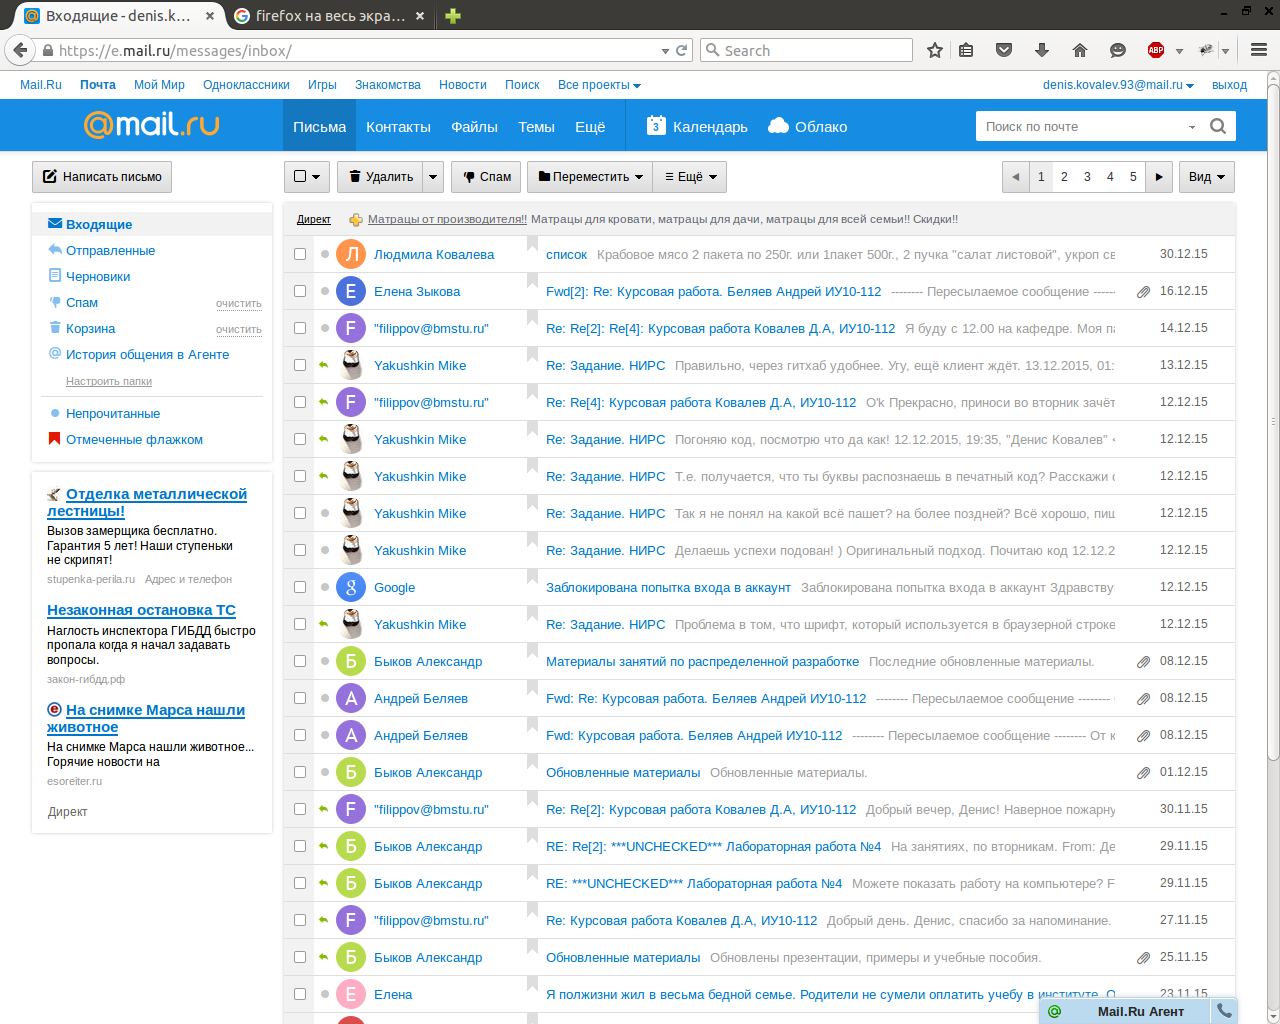 Входящие - denis.k...
firefox на весь экра...
https://e.mail.ru/messages/inbox/
Search
ABP
Mail.Ru Почта Мой Мир Одноклассники Игры Знакомства Новости Поиск Все проекты
denis.kovalev.93@mail.ru выход
@mail.ru
Письма Контакты Файлы Темы Ещё 3 Календарь Облако
Поиск по почте
Написать письмо
Удалить Спам Переместить Ещё
1 2 3 4 5 Вид
Входящие
Отправленные
Черновики
Спам очистить
Корзина очистить
История общения в Агенте
Настроить папки
Непрочитанные
Отмеченные флажком
Отделка металлической
лестницы!
Вызов замерщика бесплатно.
Гарантия 5 лет! Наши ступеньки
не скрипят!
stupenka-perila.ru Адрес и телефон
Незаконная остановка ТС
Наглость инспектора ГИБДД быстро
пропала когда я начал задавать
вопросы.
закон-гибдд.рф
На снимке Марса нашли
животное
На снимке Марса нашли животное...
Горячие новости на
esoreiter.ru
Директ
Директ Матрацы от производителя!! Матрацы для кровати, матрацы для дачи, матрацы для всей семьи!! Скидки!!
Л Людмила Ковалева список Крабовое мясо 2 пакета по 250г. или 1пакет 500г., 2 пучка "салат листовой", укроп св 30.12.15
Е Елена Зыкова Fwd[2]: Re: Курсовая работа. Беляев Андрей ИУ10-112 -------- Пересылаемое сообщение ------ 16.12.15
F "filippov@bmstu.ru" Re: Re[2]: Re[4]: Курсовая работа Ковалев Д.А, ИУ10-112 Я буду с 12.00 на кафедре. Моя па 14.12.15
Yakushkin Mike Re: Задание. НИРС Правильно, через гитхаб удобнее. Угу, ещё клиент ждёт. 13.12.2015, 01: 13.12.15
F "filippov@bmstu.ru" Re: Re[4]: Курсовая работа Ковалев Д.А, ИУ10-112 O'k Прекрасно, приноси во вторник зачёт 12.12.15
Yakushkin Mike Re: Задание. НИРС Погоняю код, посмотрю что да как! 12.12.2015, 19:35, "Денис Ковалев" 12.12.15
Yakushkin Mike Re: Задание. НИРС Т.е. получается, что ты буквы распознаешь в печатный код? Расскажи 12.12.15
Yakushkin Mike Re: Задание. НИРС Так я не понял на какой всё пашет? на более поздней? Всё хорошо, пиш 12.12.15
Yakushkin Mike Re: Задание. НИРС Делаешь успехи подован! ) Оригинальный подход. Почитаю код 12.12.2 12.12.15
g Google Заблокирована попытка входа в аккаунт Заблокирована попытка входа в аккаунт Здравству 12.12.15
Yakushkin Mike Re: Задание. НИРС Проблема в том, что шрифт, который используется в браузерной строке 12.12.15
Б Быков Александр Материалы занятий по распределенной разработке Последние обновленные материалы. 08.12.15
А Андрей Беляев Fwd: Re: Курсовая работа. Беляев Андрей ИУ10-112 -------- Пересылаемое сообщение -------- 08.12.15
А Андрей Беляев Fwd: Курсовая работа. Беляев Андрей ИУ10-112 -------- Пересылаемое сообщение -------- От к 08.12.15
Б Быков Александр Обновленные материалы Обновленные материалы. 01.12.15
F "filippov@bmstu.ru" Re: Re[2]: Курсовая работа Ковалев Д.А, ИУ10-112 Добрый вечер, Денис! Наверное пожарну 30.11.15
Б Быков Александр RE: Re[2]: ***UNCHECKED*** Лабораторная работа №4 На занятиях, по вторникам. From: Де 29.11.15
Б Быков Александр RE: ***UNCHECKED*** Лабораторная работа №4 Можете показать работу на компьютере? F 29.11.15
F "filippov@bmstu.ru" Re: Курсовая работа Ковалев Д.А, ИУ10-112 Добрый день. Денис, спасибо за напоминание. 27.11.15
Б Быков Александр Обновленные материалы Обновлены презентации, примеры и учебные пособия. 25.11.15
Е Елена Я полжизни жил в весьма бедной семье. Родители не сумели оплатить учебу в институте. О 23.11.15
Mail.Ru Агент